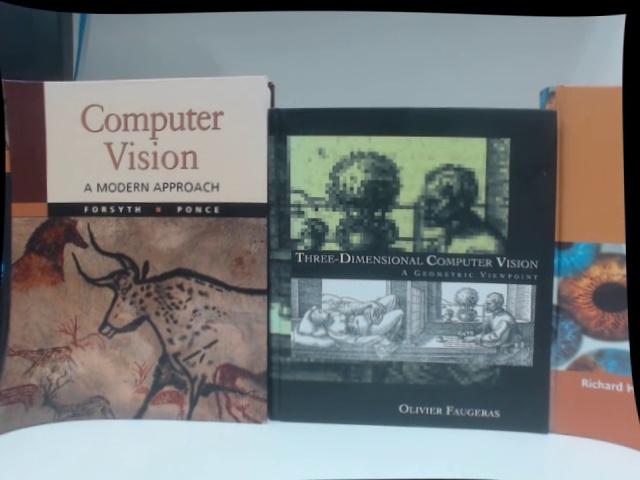 Computer
Vision
A MODERN APPROACH
FORSYTH ■ PONCE
THREE-DIMENSIONAL COMPUTER VISION
A GEOMETRIC VIEWPOINT
OLIVIER FAUGERAS
Richard